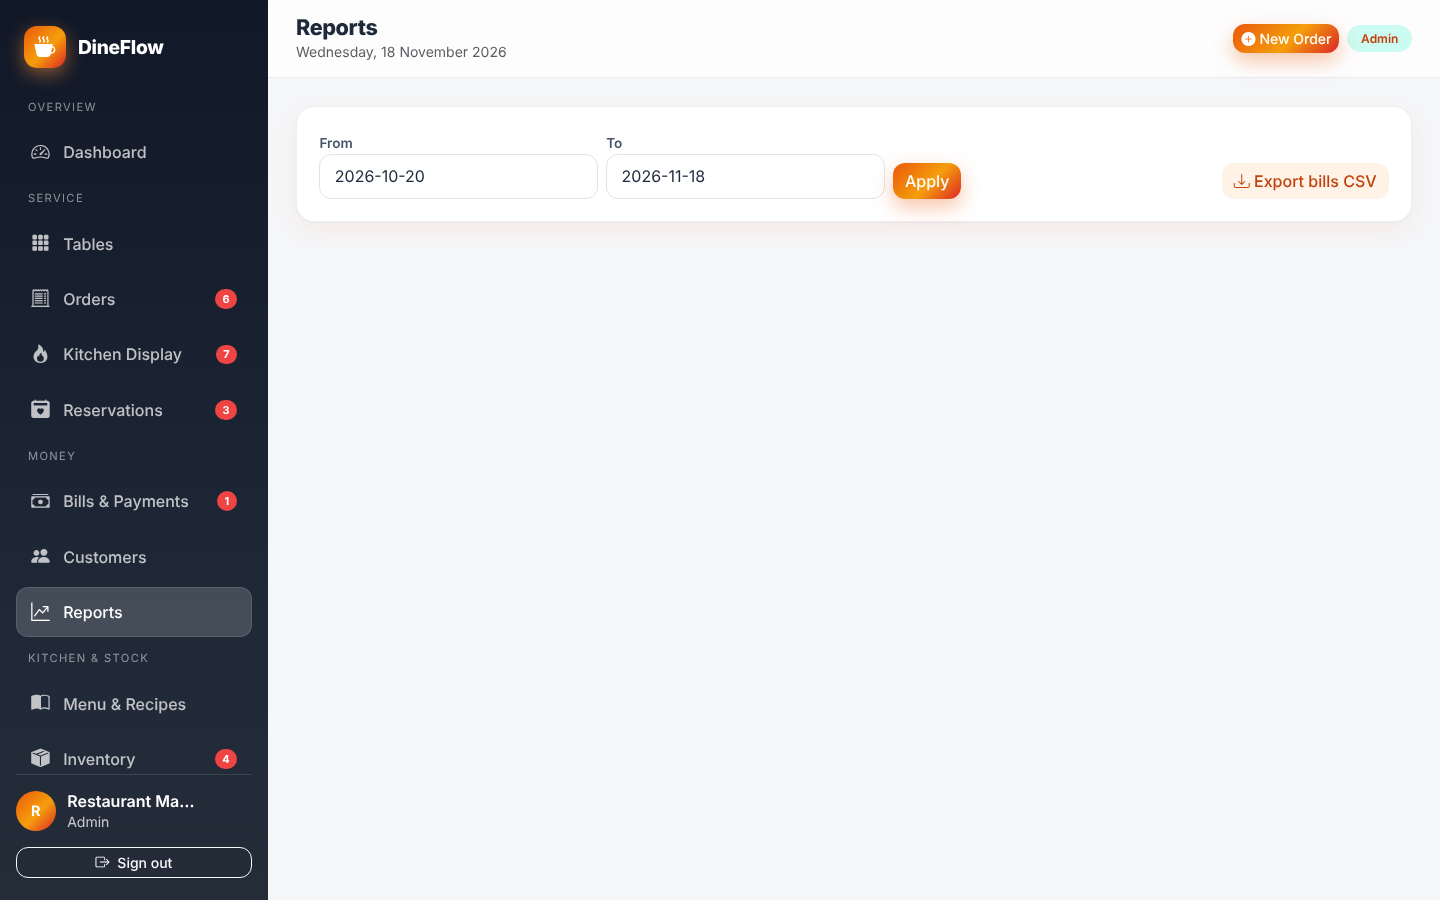 DineFlow
OVERVIEW
Dashboard
SERVICE
Tables
Orders 6
Kitchen Display 7
Reservations 3
MONEY
Bills & Payments 1
Customers
Reports
KITCHEN & STOCK
Menu & Recipes
Inventory 4
R
Restaurant Ma...
Admin
Sign out
Reports
Wednesday, 18 November 2026
New Order
Admin
From
2026-10-20
To
2026-11-18
Apply
Export bills CSV